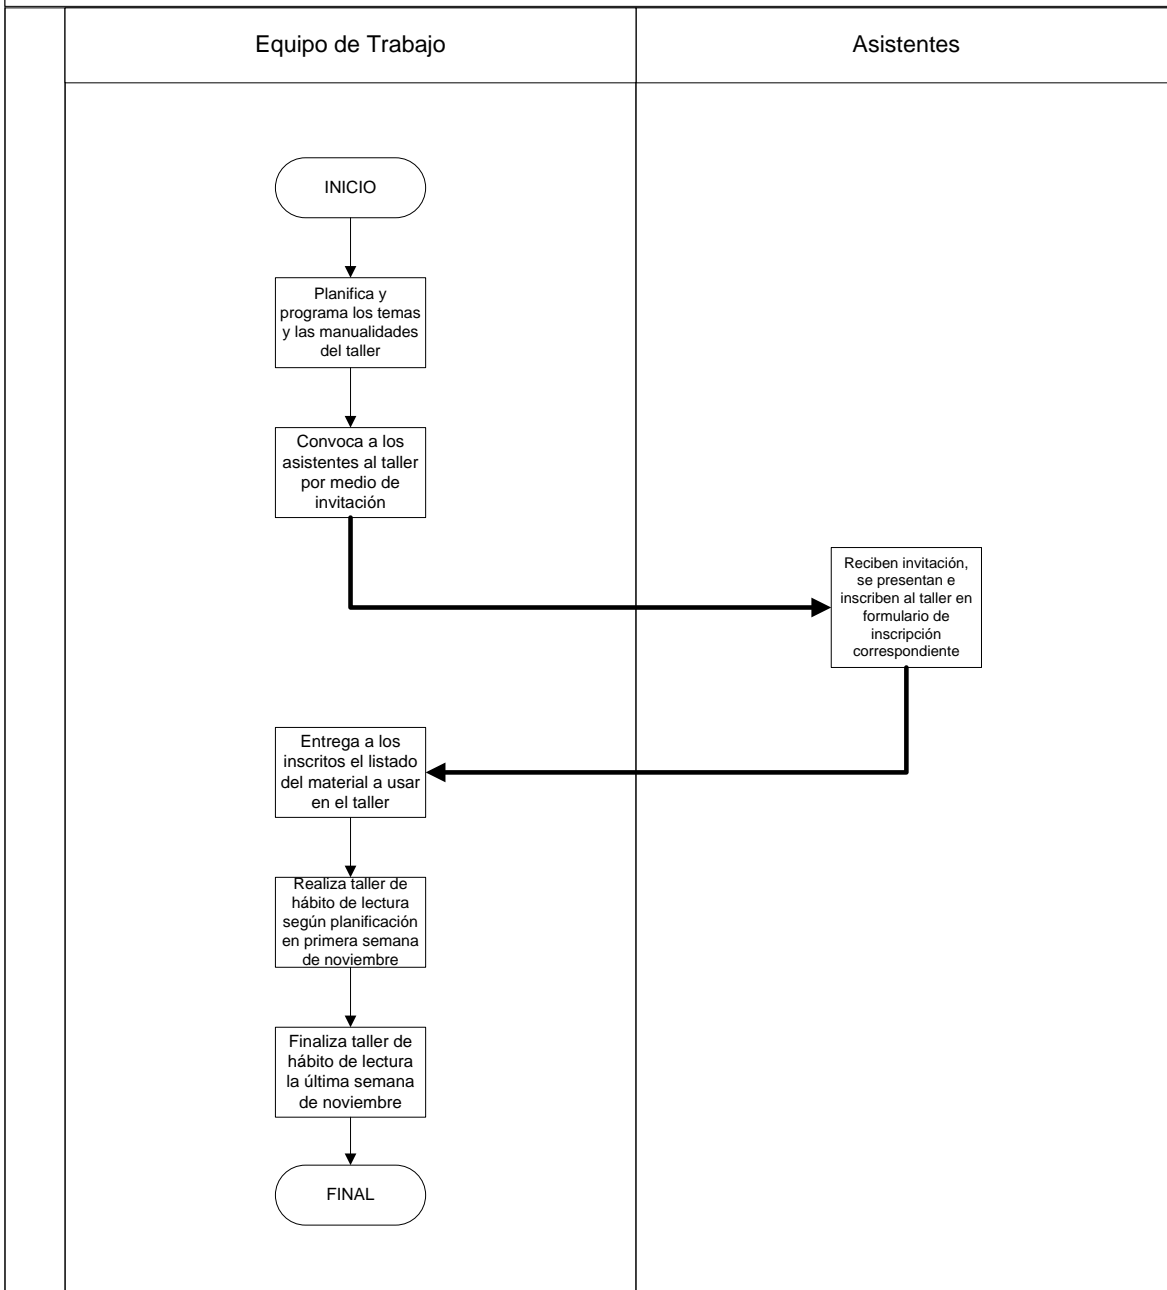 Equipo de Trabajo
Asistentes
INICIO
Planifica y
programa los temas
y las manualidades
del taller
Convoca a los
asistentes al taller
por medio de
invitación
Reciben invitación,
se presentan e
inscriben al taller en
formulario de
inscripción
correspondiente
Entrega a los
inscritos el listado
del material a usar
en el taller
Realiza taller de
hábito de lectura
según planificación
en primera semana
de noviembre
Finaliza taller de
hábito de lectura
la última semana
de noviembre
FINAL